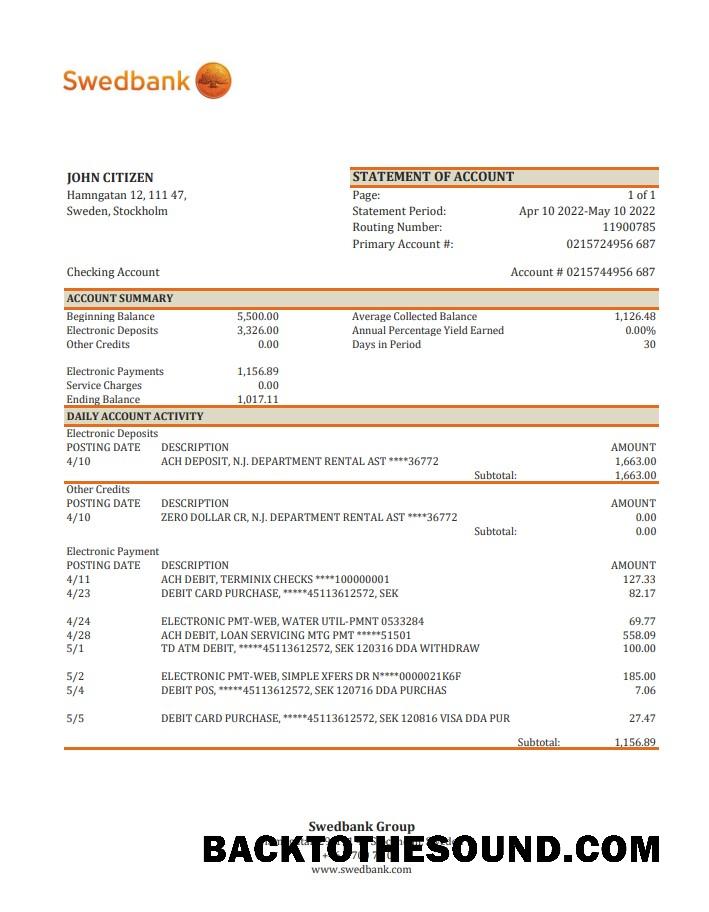 Swedbank
JOHN CITIZEN
Hamngatan 12, 111 47,
Sweden, Stockholm
STATEMENT OF ACCOUNT
Page: 1 of 1
Statement Period: Apr 10 2022-May 10 2022
Routing Number: 11900785
Primary Account #: 0215724956 687
Checking Account Account # 0215744956 687
ACCOUNT SUMMARY
Beginning Balance 5,500.00 Average Collected Balance 1,126.48
Electronic Deposits 3,326.00 Annual Percentage Yield Earned 0.00%
Other Credits 0.00 Days in Period 30
Electronic Payments 1,156.89
Service Charges 0.00
Ending Balance 1,017.11
DAILY ACCOUNT ACTIVITY
Electronic Deposits
POSTING DATE DESCRIPTION AMOUNT
4/10 ACH DEPOSIT, N.J. DEPARTMENT RENTAL AST ****36772 1,663.00
Subtotal: 1,663.00
Other Credits
POSTING DATE DESCRIPTION AMOUNT
4/10 ZERO DOLLAR CR, N.J. DEPARTMENT RENTAL AST ****36772 0.00
Subtotal: 0.00
Electronic Payment
POSTING DATE DESCRIPTION AMOUNT
4/11 ACH DEBIT, TERMINIX CHECKS ****100000001 127.33
4/23 DEBIT CARD PURCHASE, *****45113612572, SEK 82.17
4/24 ELECTRONIC PMT-WEB, WATER UTIL-PMNT 0533284 69.77
4/28 ACH DEBIT, LOAN SERVICING MTG PMT *****51501 558.09
5/1 TD ATM DEBIT, *****45113612572, SEK 120316 DDA WITHDRAW 100.00
5/2 ELECTRONIC PMT-WEB, SIMPLE XFERS DR N****0000021K6F 185.00
5/4 DEBIT POS, *****45113612572, SEK 120716 DDA PURCHAS 7.06
5/5 DEBIT CARD PURCHASE, *****45113612572, SEK 120816 VISA DDA PUR 27.47
Subtotal: 1,156.89
Swedbank Group
BACKTOTHESOUND.COM
www.swedbank.com